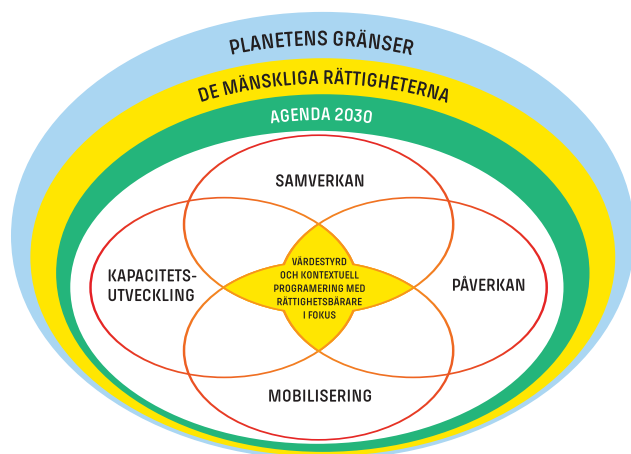 PLANETENS GRÄNSER
DE MÄNSKLIGA RÄTTIGHETERNA
AGENDA 2030
SAMVERKAN
KAPACITETS-
UTVECKLING
VÄRDESTYRD
OCH KONTEXTUELL
PROGRAMERING MED
RÄTTIGHETSBÄRARE
I FOKUS
PÅVERKAN
MOBILISERING